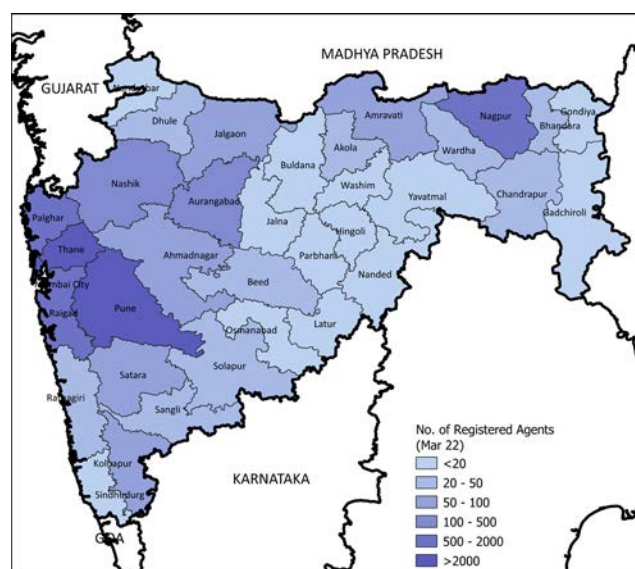 MADHYA PRADESH
GUJARAT
Nandurbar
Dhule
Jalgaon
Amravati
Nagpur
Gondiya
Bhandara
Akola
Wardha
Buldana
Washim
Nashik
Aurangabad
Yavatmal
Chandrapur
Gadchiroli
Palghar
Jalna
Hingoli
Thane
Ahmadnagar
Parbhani
Nanded
Mumbai City
Beed
Raigad
Pune
Osmanabad
Latur
Satara
Solapur
Ratnagiri
Sangli
Kolhapur
Sindhudurg
KARNATAKA
GOA
No. of Registered Agents
(Mar 22)
<20
20 - 50
50 - 100
100 - 500
500 - 2000
>2000